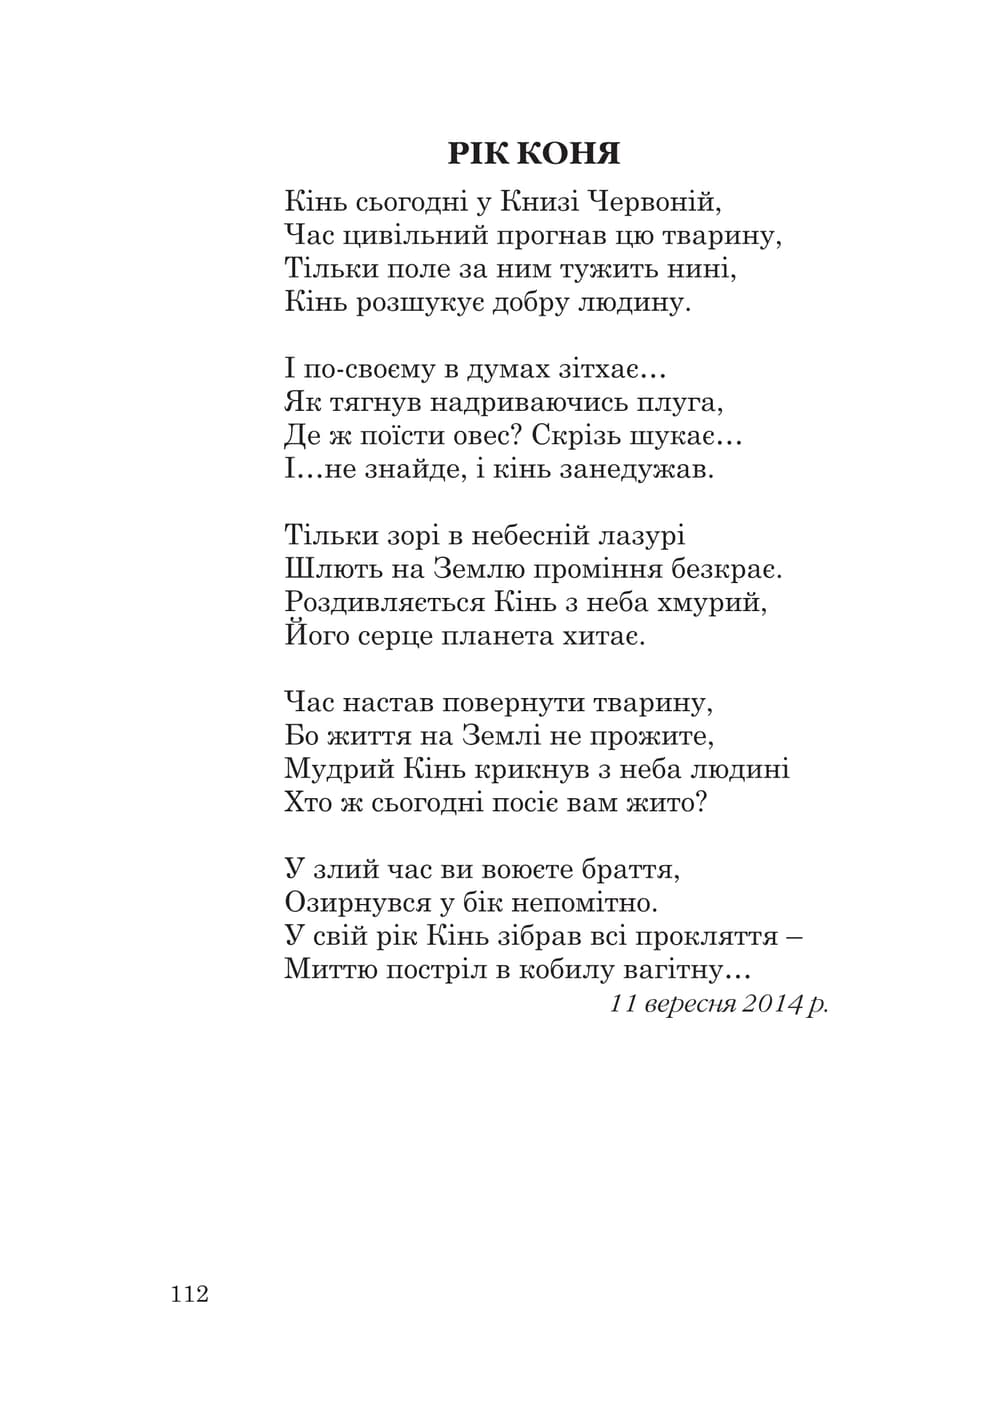 РІК КОНЯ
Кінь сьогодні у Книзі Червоній,
Час цивільний прогнав цю тварину,
Тільки поле за ним тужить нині,
Кінь розшукує добру людину.
І по-своєму в думах зітхає...
Як тягнув надриваючись плуга,
Де ж поїсти овес? Скрізь шукає...
І...не знайде, і кінь занедужав.
Тільки зорі в небесній лазурі
Шлють на Землю проміння безкрає.
Роздивляється Кінь з неба хмурий,
Його серце планета хитає.
Час настав повернути тварину,
Бо життя на Землі не прожите,
Мудрий Кінь крикнув з неба людині
Хто ж сьогодні посіє вам жито?
У злий час ви воюєте браття,
Озирнувся у бік непомітно.
У свій рік Кінь зібрав всі прокляття –
Миттю постріл в кобилу вагітну...
11 вересня 2014 р.
112